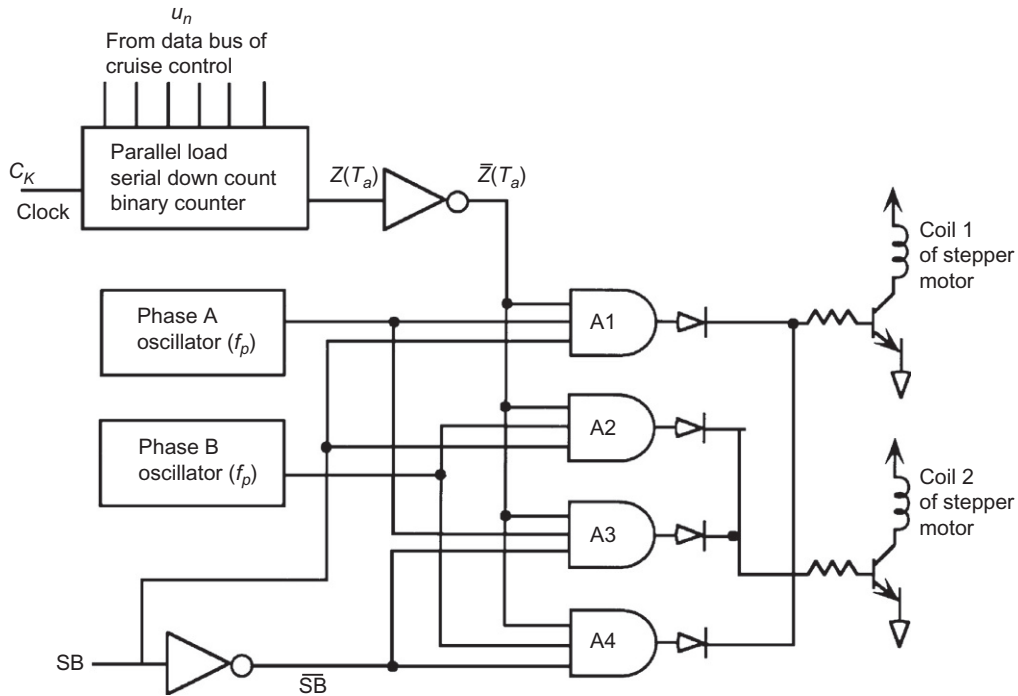 u_n
From data bus of
cruise control
Parallel load
serial down count
binary counter
C_K
Clock
Z(T_a)
Z̅(T_a)
Coil 1
of stepper
motor
Phase A
oscillator (f_p)
A1
Phase B
oscillator (f_p)
A2
Coil 2
of stepper
motor
A3
A4
SB
S̅B̅